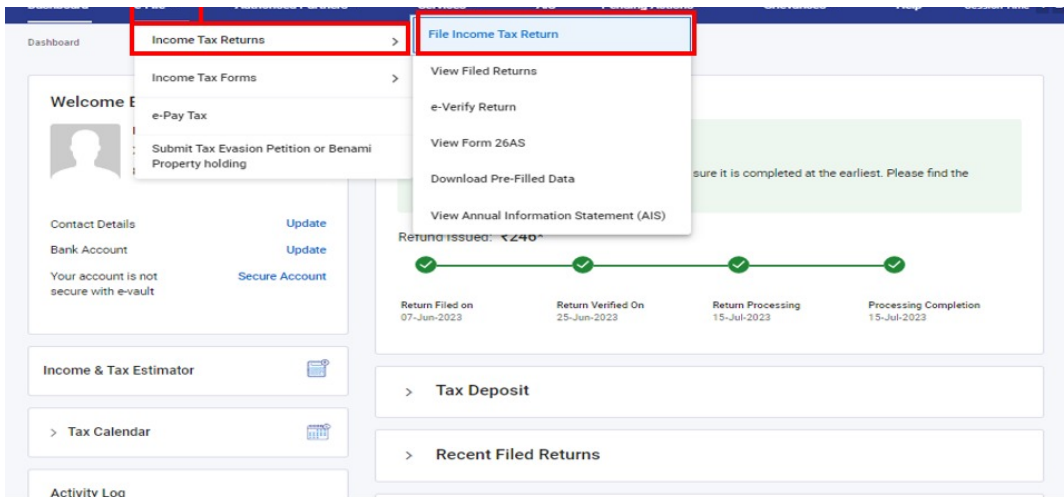 Dashboard
Income Tax Returns
Income Tax Forms
e-Pay Tax
Submit Tax Evasion Petition or Benami
Property holding
File Income Tax Return
View Filed Returns
e-Verify Return
View Form 26AS
Download Pre-Filled Data
View Annual Information Statement (AIS)
Welcome
sure it is completed at the earliest. Please find the
Contact Details Update
Bank Account Update
Your account is not Secure Account
secure with e-vault
Refund Issued: ₹246*
Return Filed on
07-Jun-2023
Return Verified On
25-Jun-2023
Return Processing
15-Jul-2023
Processing Completion
15-Jul-2023
Income & Tax Estimator
> Tax Calendar
Activity Log
> Tax Deposit
> Recent Filed Returns